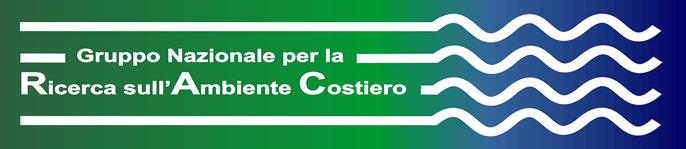 Gruppo Nazionale per la
Ricerca sull'Ambiente Costiero